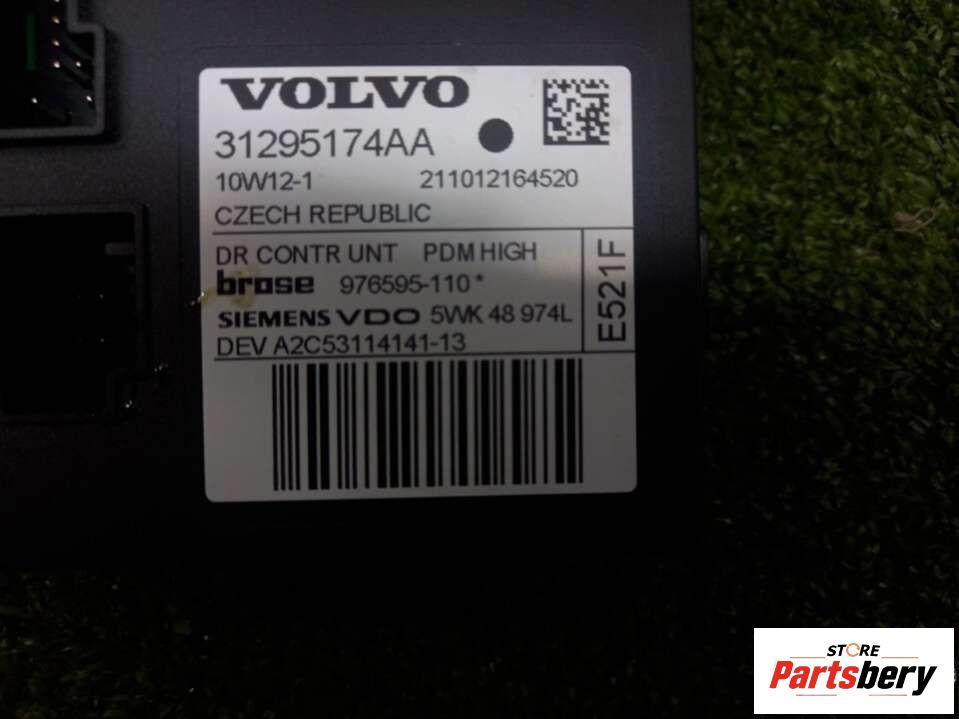 VOLVO
31295174AA
10W12-1 211012164520
CZECH REPUBLIC
DR CONTR UNT PDM HIGH
brose 976595-110*
SIEMENS VDO 5WK 48 974L
DEV A2C53114141-13
E521F
STORE
Partsbery